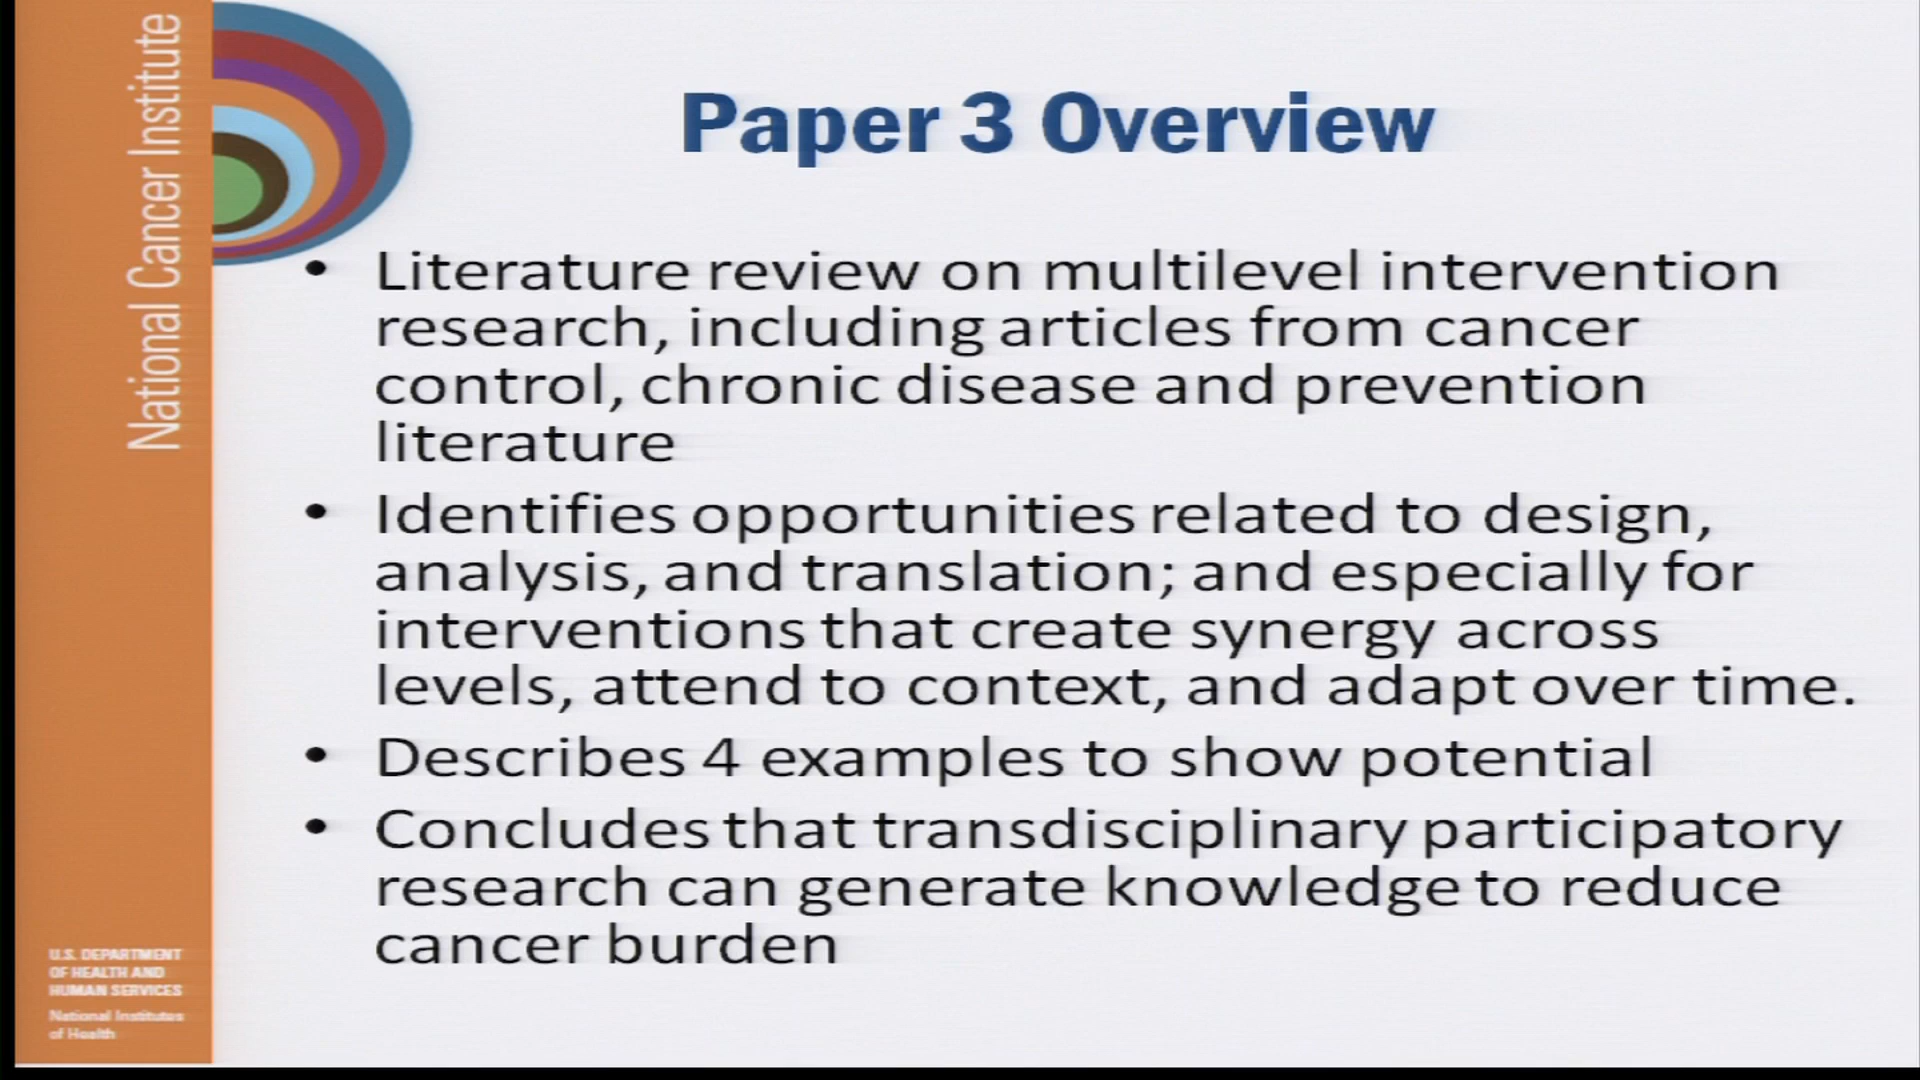 National Cancer Institute
Paper 3 Overview
• Literature review on multilevel intervention
research, including articles from cancer
control, chronic disease and prevention
literature
• Identifies opportunities related to design,
analysis, and translation; and especially for
interventions that create synergy across
levels, attend to context, and adapt over time.
• Describes 4 examples to show potential
• Concludes that transdisciplinary participatory
research can generate knowledge to reduce
cancer burden
U.S. DEPARTMENT
OF HEALTH AND
HUMAN SERVICES
National Institutes
of Health